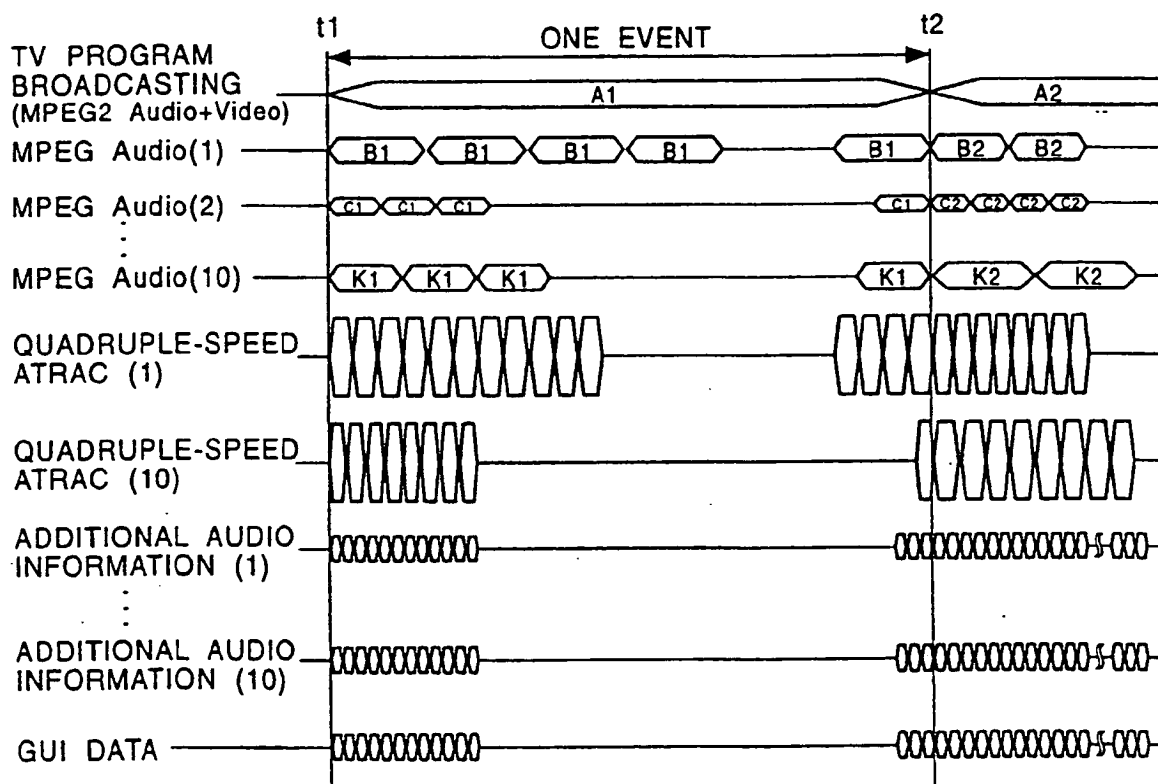 t1
t2
ONE EVENT
TV PROGRAM
BROADCASTING
(MPEG2 Audio+Video)
A1
A2
MPEG Audio(1)
B1 B1 B1 B1 B1 B2 B2
MPEG Audio(2)
C1 C1 C1 C1 C2 C2 C2 C2
MPEG Audio(10)
K1 K1 K1 K1 K2 K2
QUADRUPLE-SPEED
ATRAC (1)
QUADRUPLE-SPEED
ATRAC (10)
ADDITIONAL AUDIO
INFORMATION (1)
ADDITIONAL AUDIO
INFORMATION (10)
GUI DATA